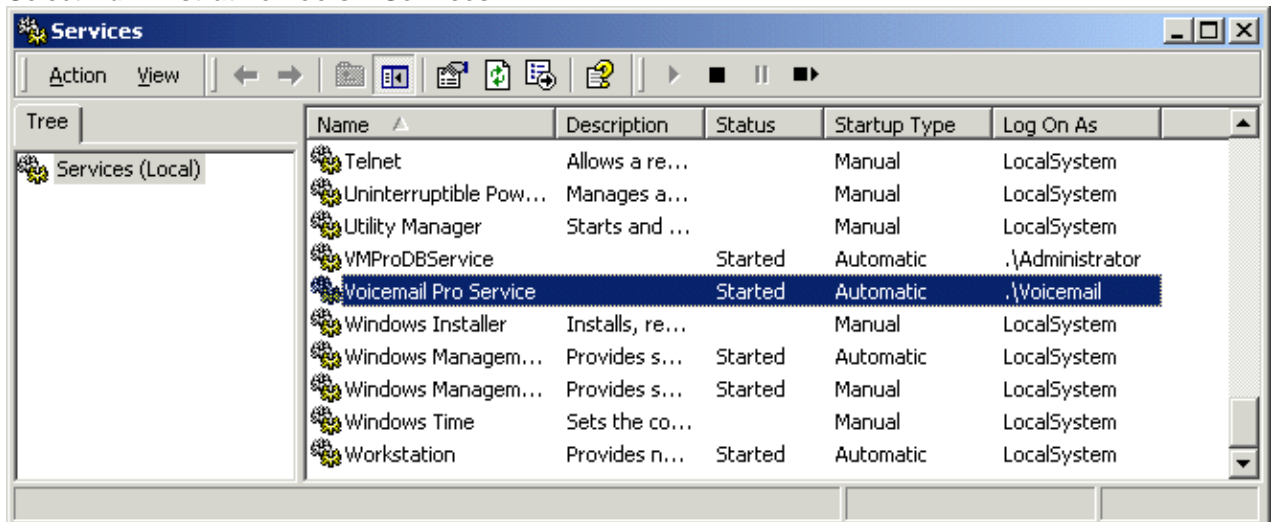 Services
Action View
Tree
Name Description Status Startup Type Log On As
Services (Local)
Telnet Allows a re... Manual LocalSystem
Uninterruptible Pow... Manages a... Manual LocalSystem
Utility Manager Starts and ... Manual LocalSystem
VMProDBService Started Automatic .\Administrator
Voicemail Pro Service Started Automatic .\Voicemail
Windows Installer Installs, re... Manual LocalSystem
Windows Managem... Provides s... Started Automatic LocalSystem
Windows Managem... Provides s... Started Manual LocalSystem
Windows Time Sets the co... Manual LocalSystem
Workstation Provides n... Started Automatic LocalSystem